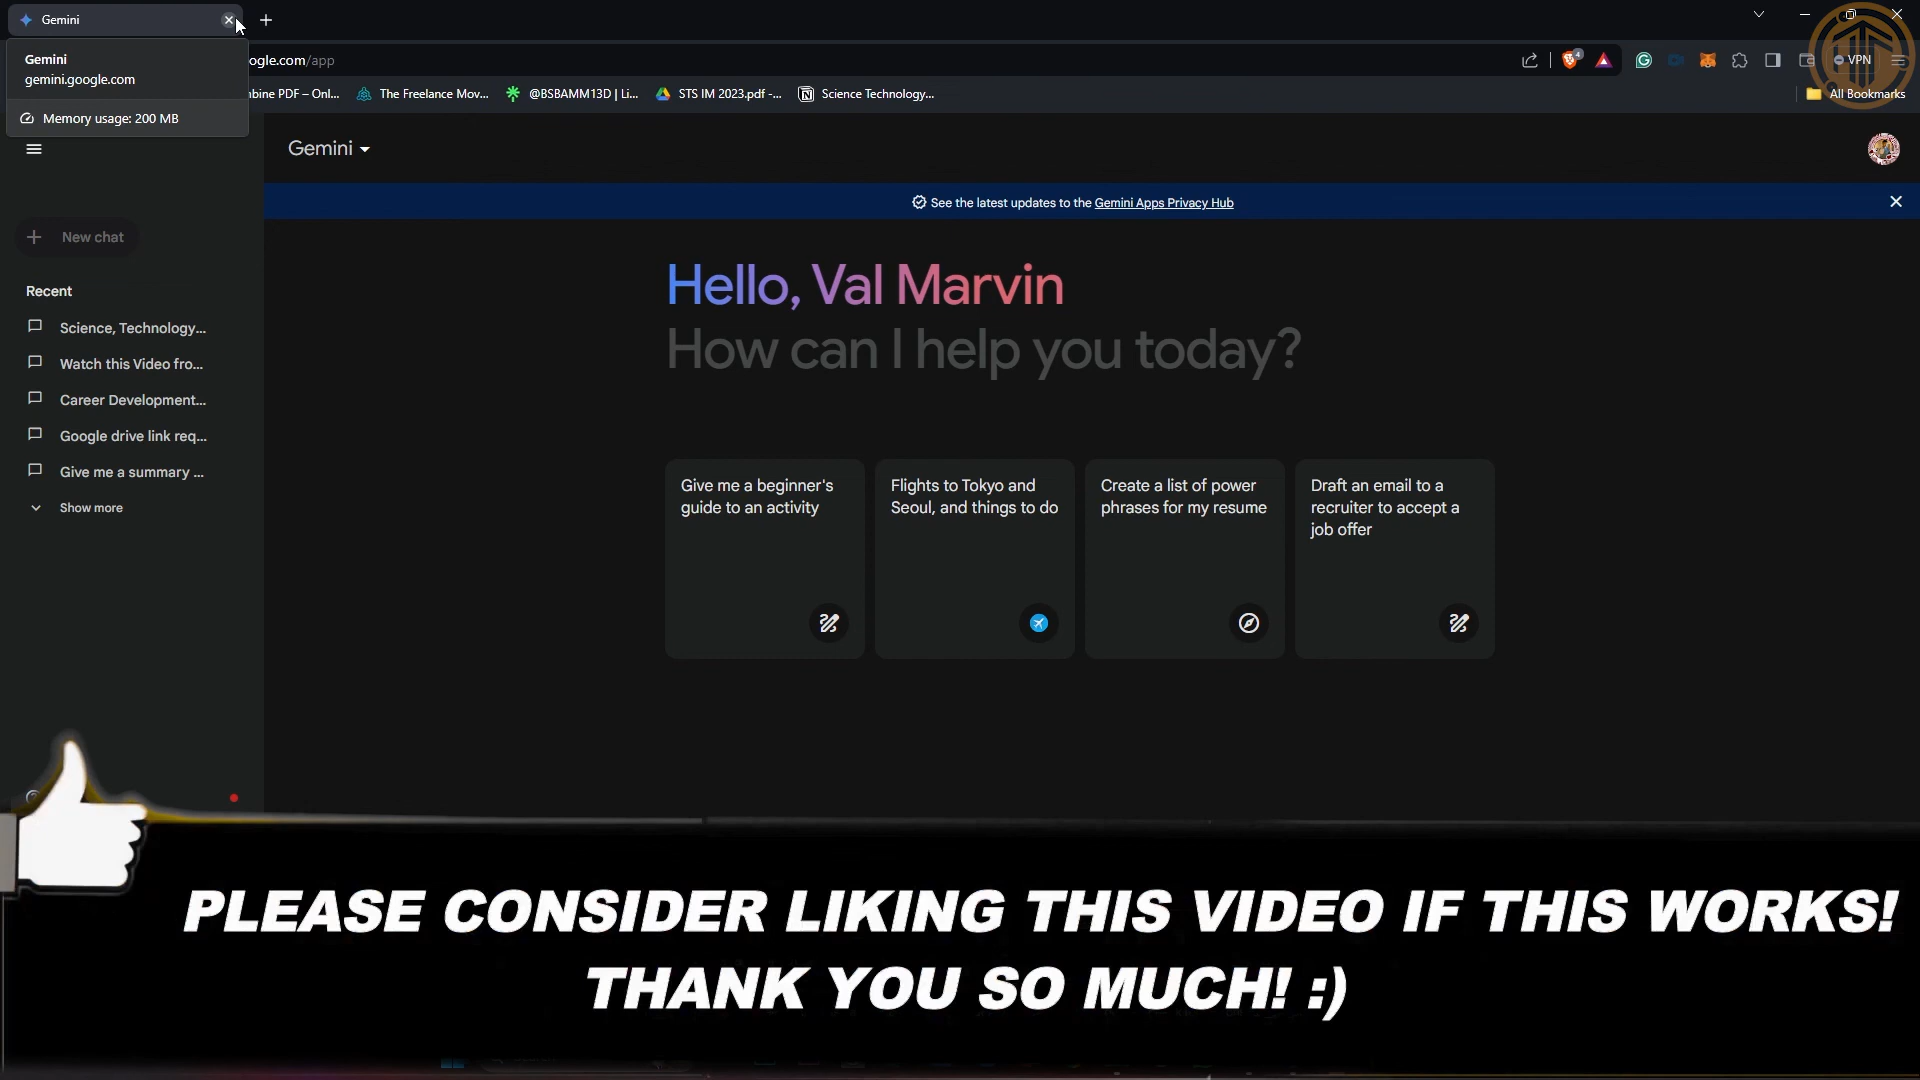 Gemini
Gemini
gemini.google.com
Memory usage: 200 MB
ogle.com/app
4
VPN
bine PDF – Onl...
The Freelance Mov...
@BSBAMM13D | Li...
STS IM 2023.pdf -...
Science Technology...
All Bookmarks
Gemini
See the latest updates to the Gemini Apps Privacy Hub
New chat
Recent
Science, Technology...
Watch this Video fro...
Career Development...
Google drive link req...
Give me a summary ...
Show more
Hello, Val Marvin
How can I help you today?
Give me a beginner's
guide to an activity
Flights to Tokyo and
Seoul, and things to do
Create a list of power
phrases for my resume
Draft an email to a
recruiter to accept a
job offer
PLEASE CONSIDER LIKING THIS VIDEO IF THIS WORKS!
THANK YOU SO MUCH! :)